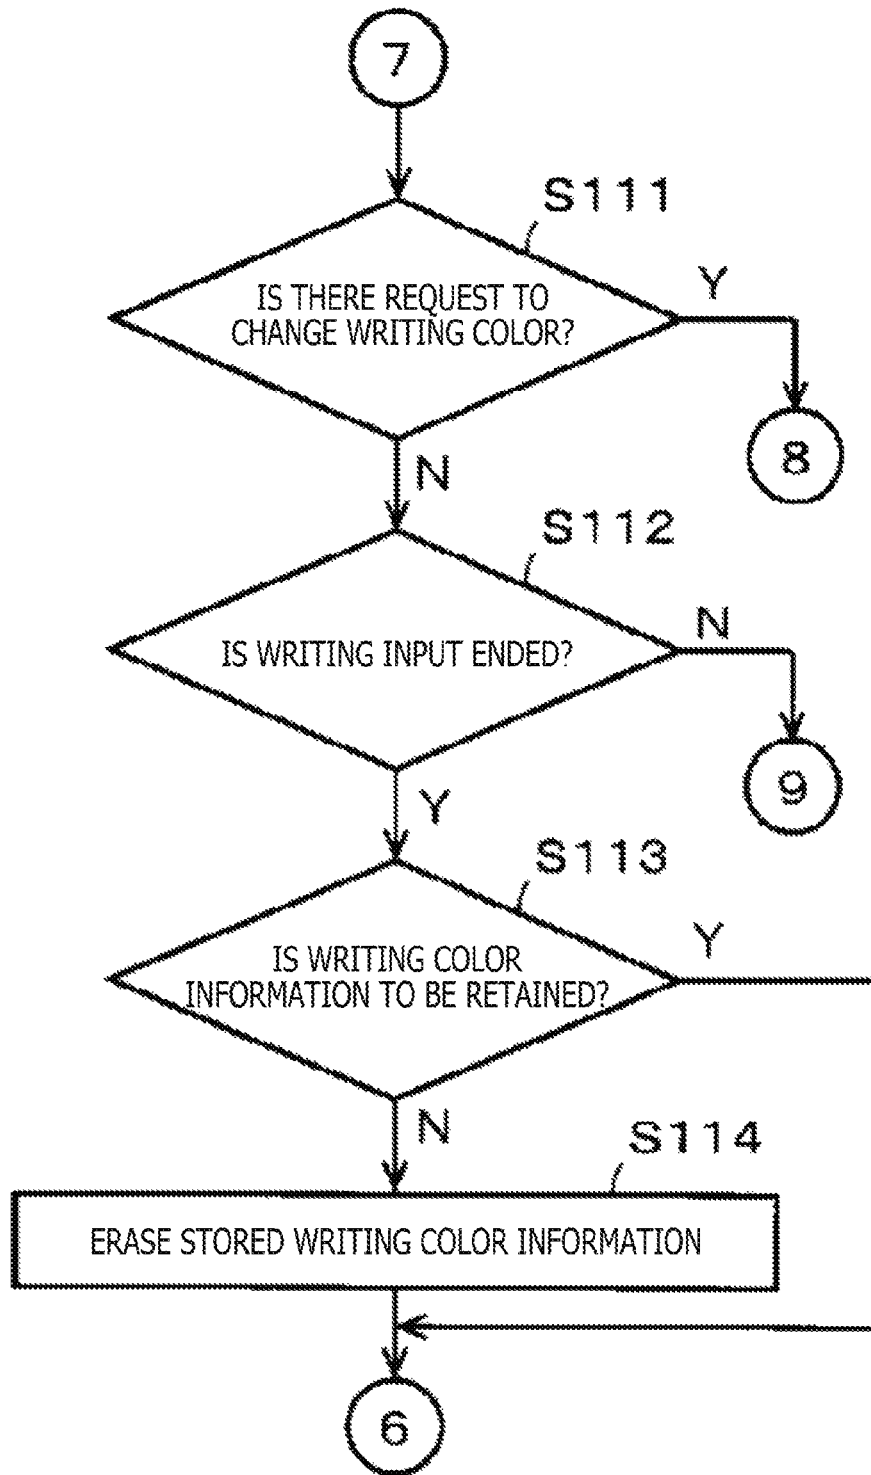 7
S111
IS THERE REQUEST TO
CHANGE WRITING COLOR?
Y
8
N
S112
IS WRITING INPUT ENDED?
N
9
Y
S113
IS WRITING COLOR
INFORMATION TO BE RETAINED?
Y
N
S114
ERASE STORED WRITING COLOR INFORMATION
6